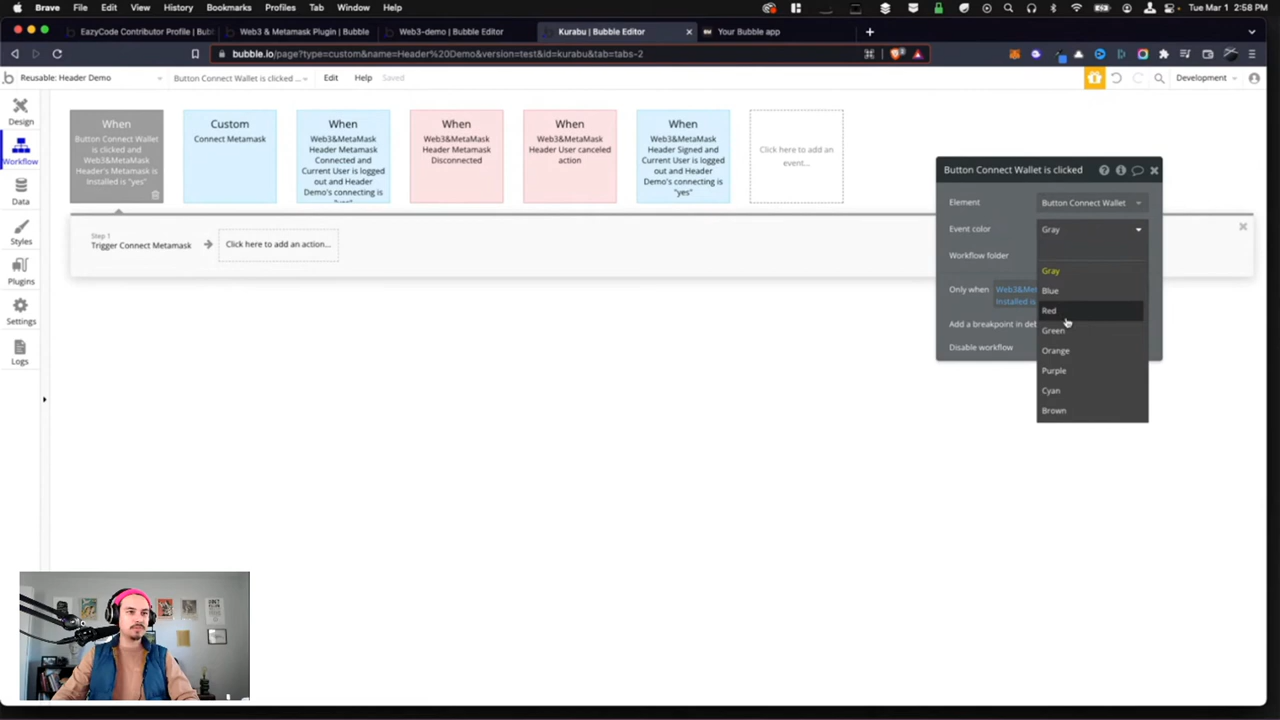 Brave File Edit View History Bookmarks Profiles Tab Window Help
Tue Mar 1 2:58 PM
EazyCode Contributor Profile | Bubb
Web3 & Metamask Plugin | Bubble
Web3-demo | Bubble Editor
Kurabu | Bubble Editor
Your Bubble app
bubble.io/page?type=custom&name=Header%20Demo&version=test&id=kurabu&tab=tabs-2
Reusable: Header Demo
Button Connect Wallet is clicked ...
Edit
Help
Saved
Development
Design
Workflow
Data
Styles
Plugins
Settings
Logs
When
Button Connect Wallet
is clicked and
Web3&MetaMask
Header's Metamask is
Installed is "yes"
Custom
Connect Metamask
When
Web3&MetaMask
Header Metamask
Connected and
Current User is logged
out and Header
Demo's connecting is
"yes"
When
Web3&MetaMask
Header Metamask
Disconnected
When
Web3&MetaMask
Header User canceled
action
When
Web3&MetaMask
Header Signed and
Current User is logged
out and Header
Demo's connecting is
"yes"
Click here to add an
event...
Step 1
Trigger Connect Metamask
Click here to add an action...
Button Connect Wallet is clicked
Element
Button Connect Wallet
Event color
Gray
Workflow folder
Only when
Web3&Met
Installed is
Add a breakpoint in deb
Disable workflow
Gray
Blue
Red
Green
Orange
Purple
Cyan
Brown